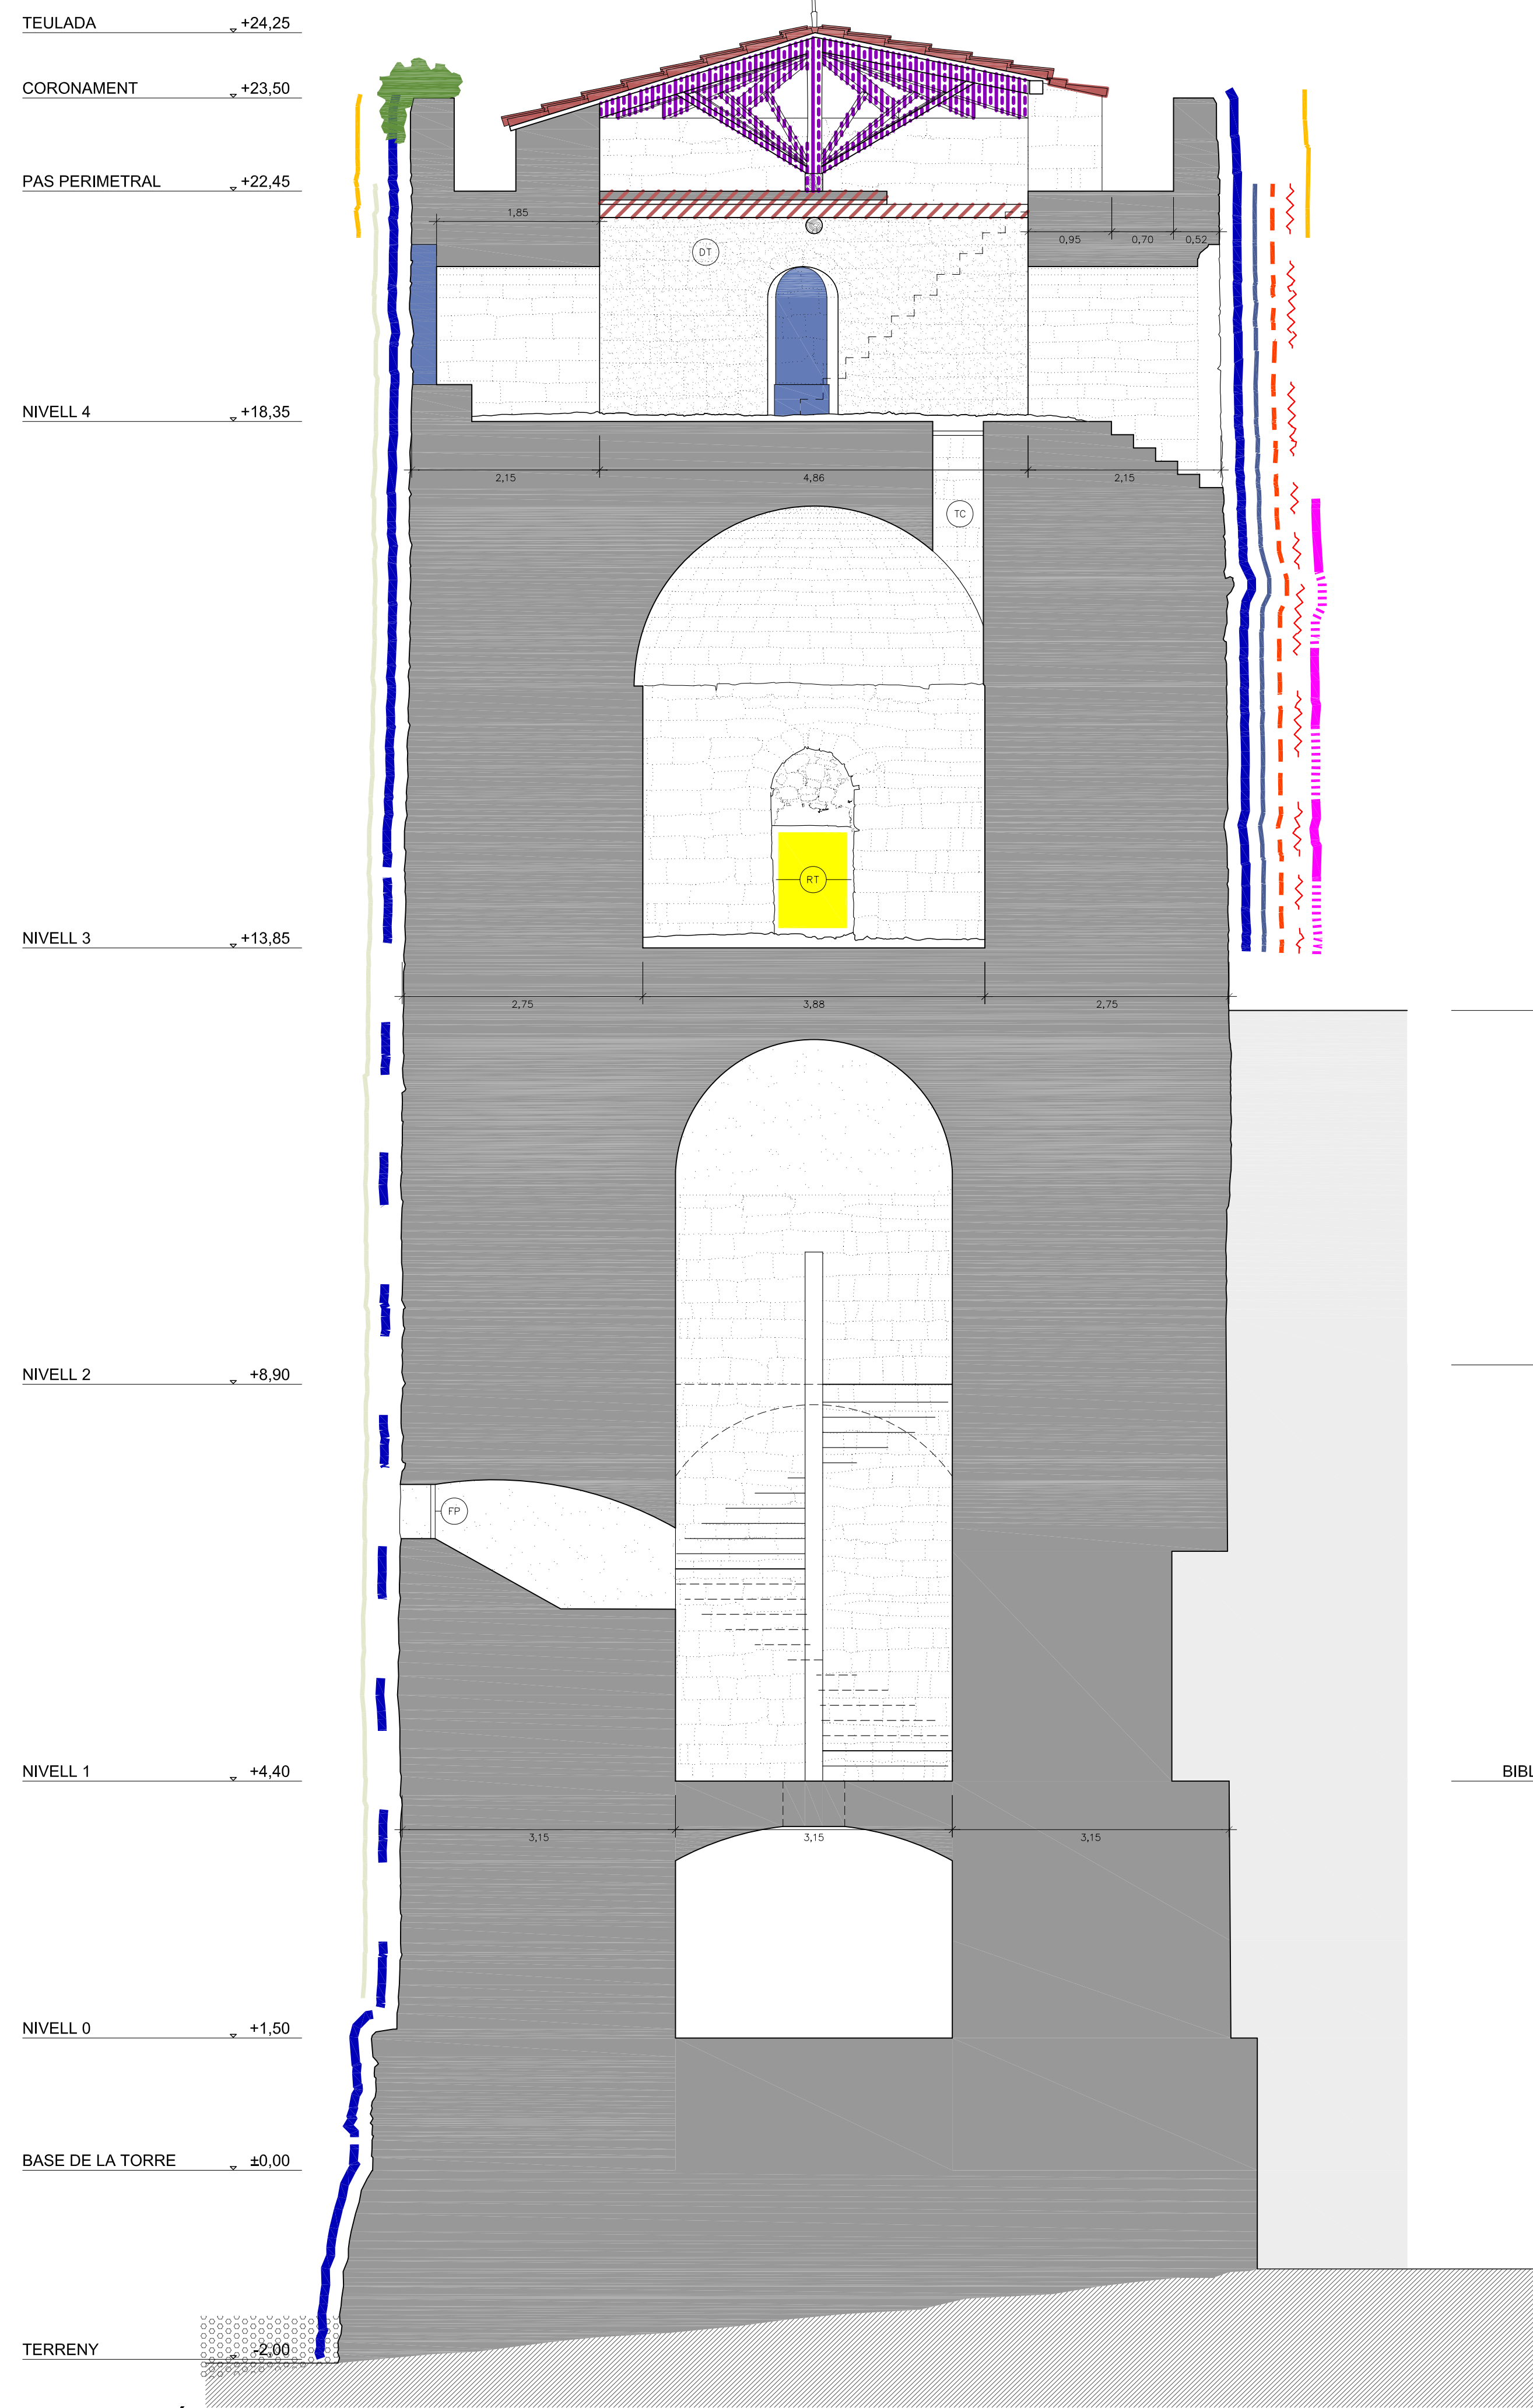 TEULADA +24,25
CORONAMENT +23,50
PAS PERIMETRAL +22,45
1,85
0,95 0,70 0,52
DT
NIVELL 4 +18,35
2,15 4,86 2,15
TC
RT
NIVELL 3 +13,85
2,75 3,88 2,75
NIVELL 2 +8,90
FP
NIVELL 1 +4,40
BIBL
3,15 3,15 3,15
NIVELL 0 +1,50
BASE DE LA TORRE ±0,00
TERRENY -2,00